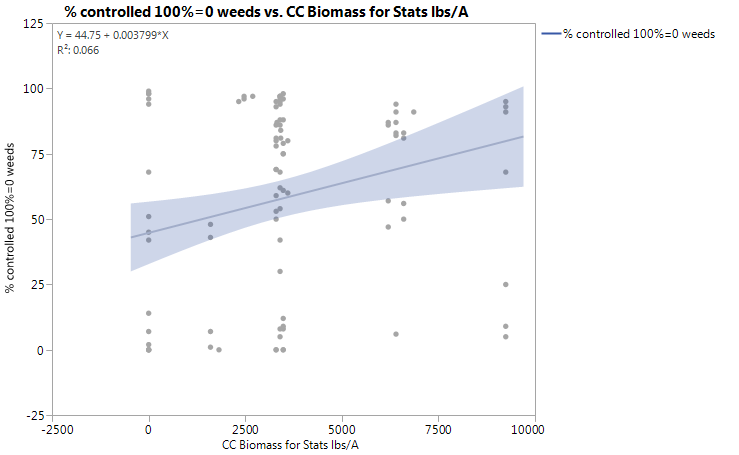 % controlled 100%=0 weeds vs. CC Biomass for Stats lbs/A
Y = 44.75 + 0.003799*X
R²: 0.066
% controlled 100%=0 weeds
% controlled 100%=0 weeds
125
100
75
50
25
0
-25
-2500 0 2500 5000 7500 10000
CC Biomass for Stats lbs/A